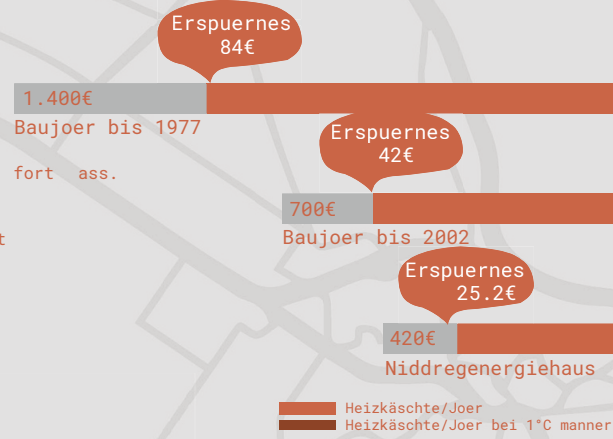 Erspuernes
84€
1.400€
Baujoer bis 1977
fort ass.
Erspuernes
42€
700€
t
Baujoer bis 2002
Erspuernes
25.2€
420€
Niddregenergiehaus
Heizkäschte/Joer
Heizkäschte/Joer bei 1°C manner